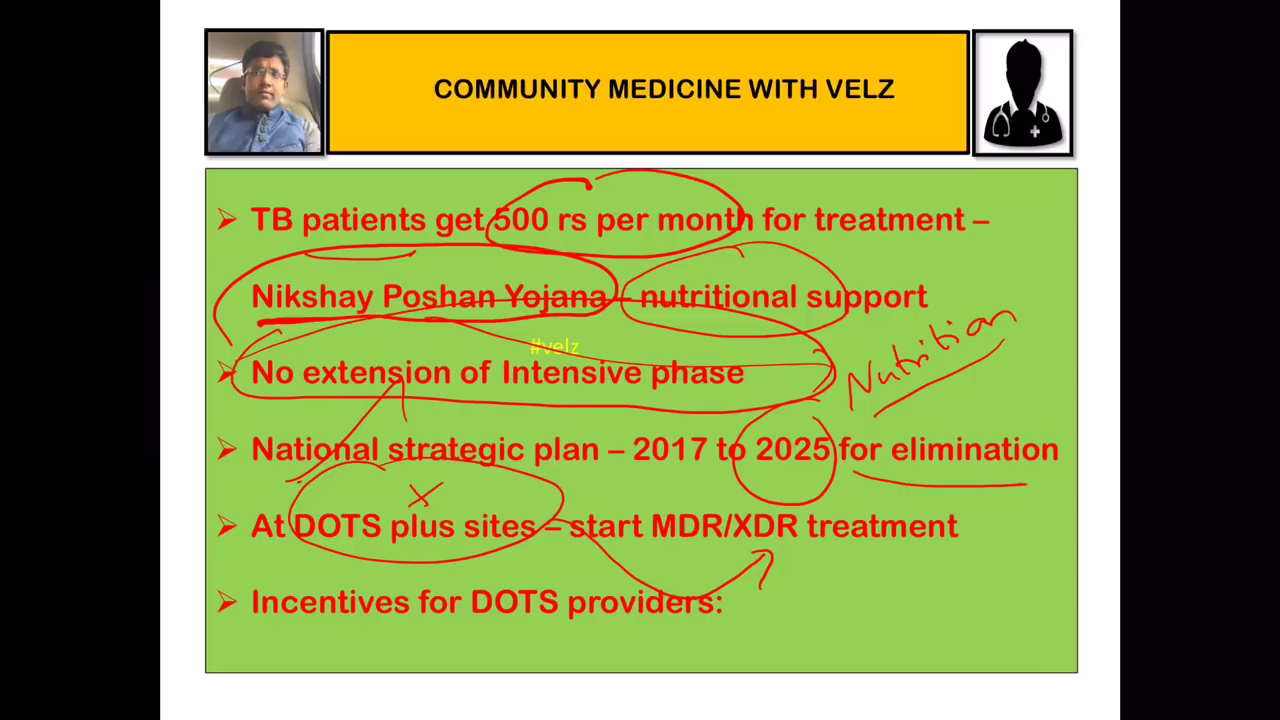 COMMUNITY MEDICINE WITH VELZ
➢ TB patients get 500 rs per month for treatment –
Nikshay Poshan Yojana – nutritional support
#velz
➢ No extension of Intensive phase
Nutrition
➢ National strategic plan – 2017 to 2025 for elimination
➢ At DOTS plus sites – start MDR/XDR treatment
➢ Incentives for DOTS providers: